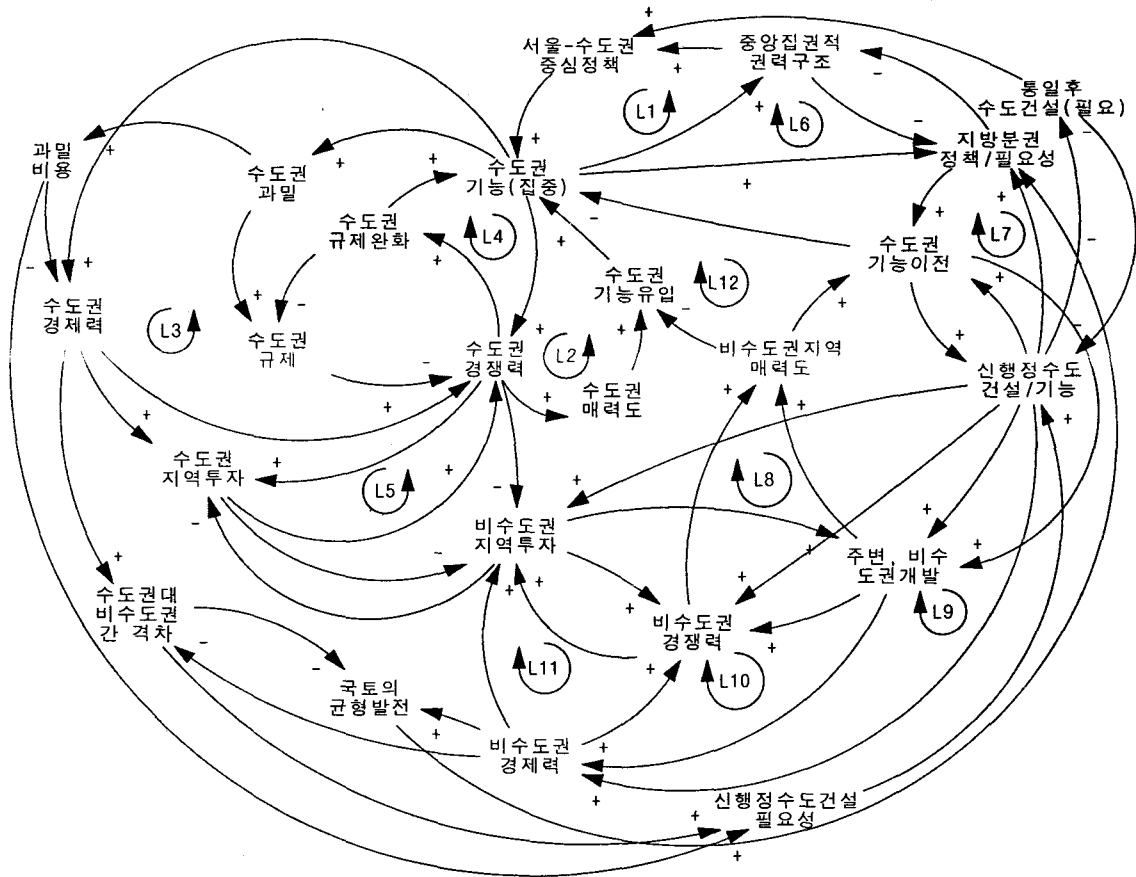 서울-수도권
중심정책
중앙집권적
권력구조
통일후
수도건설(필요)
L1
L6
지방분권
정책/필요성
과밀
비용
수도권
과밀
수도권
기능(집중)
수도권
규제완화
L4
L7
수도권
기능이전
수도권
기능유입
L12
수도권
경제력
L3
수도권
규제
수도권
경쟁력
L2
비수도권지역
매력도
신행정수도
건설/기능
수도권
매력도
수도권
지역투자
L5
L8
비수도권
지역투자
주변, 비수
도권개발
수도권대
비수도권
간 격차
L9
비수도권
경쟁력
L11
L10
국토의
균형발전
비수도권
경제력
신행정수도건설
필요성